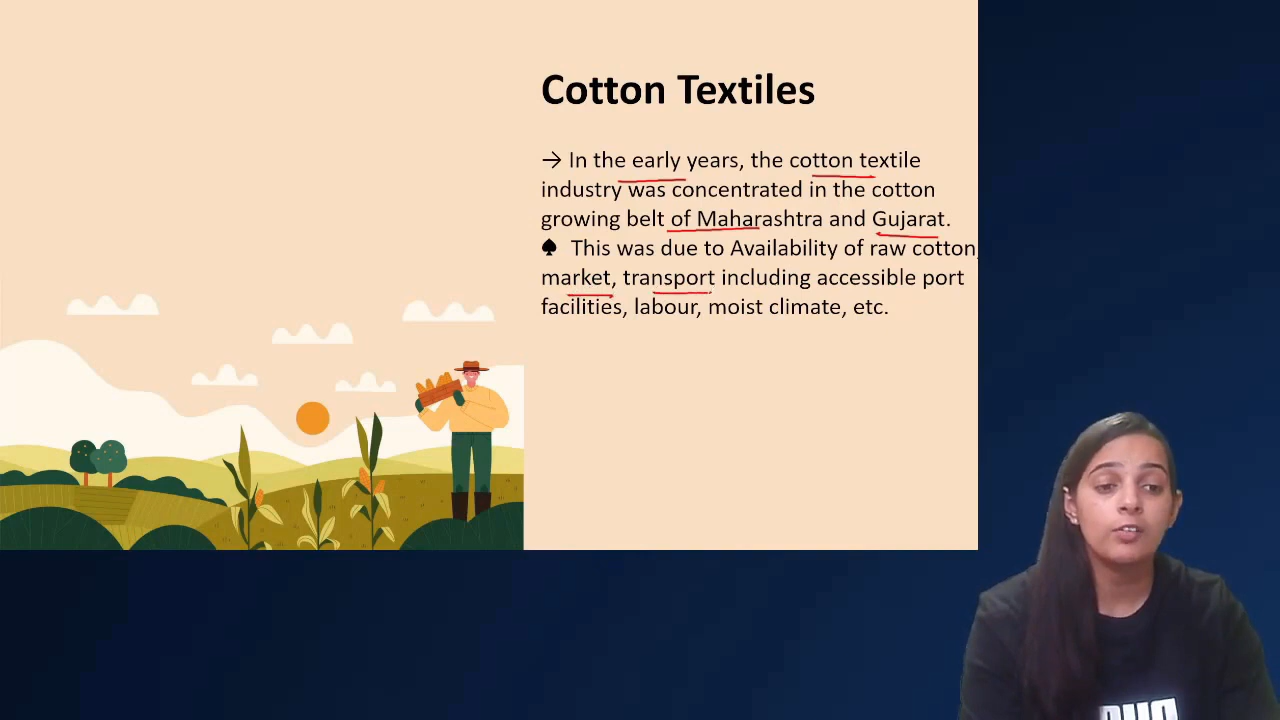 Cotton Textiles
→ In the early years, the cotton textile
industry was concentrated in the cotton
growing belt of Maharashtra and Gujarat.
♠ This was due to Availability of raw cotton,
market, transport including accessible port
facilities, labour, moist climate, etc.